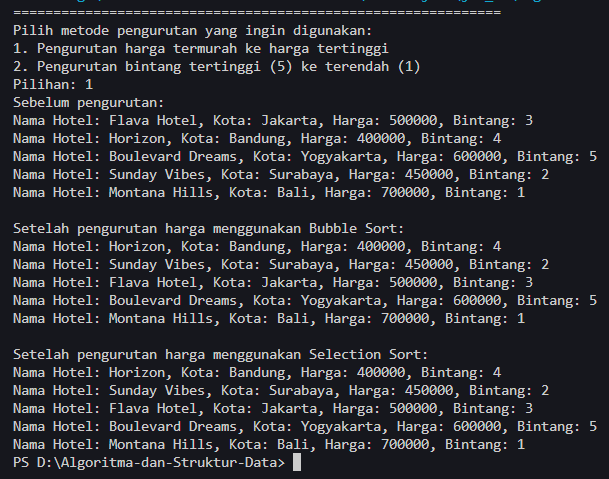 ==============================================================
Pilih metode pengurutan yang ingin digunakan:
1. Pengurutan harga termurah ke harga tertinggi
2. Pengurutan bintang tertinggi (5) ke terendah (1)
Pilihan: 1
Sebelum pengurutan:
Nama Hotel: Flava Hotel, Kota: Jakarta, Harga: 500000, Bintang: 3
Nama Hotel: Horizon, Kota: Bandung, Harga: 400000, Bintang: 4
Nama Hotel: Boulevard Dreams, Kota: Yogyakarta, Harga: 600000, Bintang: 5
Nama Hotel: Sunday Vibes, Kota: Surabaya, Harga: 450000, Bintang: 2
Nama Hotel: Montana Hills, Kota: Bali, Harga: 700000, Bintang: 1

Setelah pengurutan harga menggunakan Bubble Sort:
Nama Hotel: Horizon, Kota: Bandung, Harga: 400000, Bintang: 4
Nama Hotel: Sunday Vibes, Kota: Surabaya, Harga: 450000, Bintang: 2
Nama Hotel: Flava Hotel, Kota: Jakarta, Harga: 500000, Bintang: 3
Nama Hotel: Boulevard Dreams, Kota: Yogyakarta, Harga: 600000, Bintang: 5
Nama Hotel: Montana Hills, Kota: Bali, Harga: 700000, Bintang: 1

Setelah pengurutan harga menggunakan Selection Sort:
Nama Hotel: Horizon, Kota: Bandung, Harga: 400000, Bintang: 4
Nama Hotel: Sunday Vibes, Kota: Surabaya, Harga: 450000, Bintang: 2
Nama Hotel: Flava Hotel, Kota: Jakarta, Harga: 500000, Bintang: 3
Nama Hotel: Boulevard Dreams, Kota: Yogyakarta, Harga: 600000, Bintang: 5
Nama Hotel: Montana Hills, Kota: Bali, Harga: 700000, Bintang: 1
PS D:\Algoritma-dan-Struktur-Data>